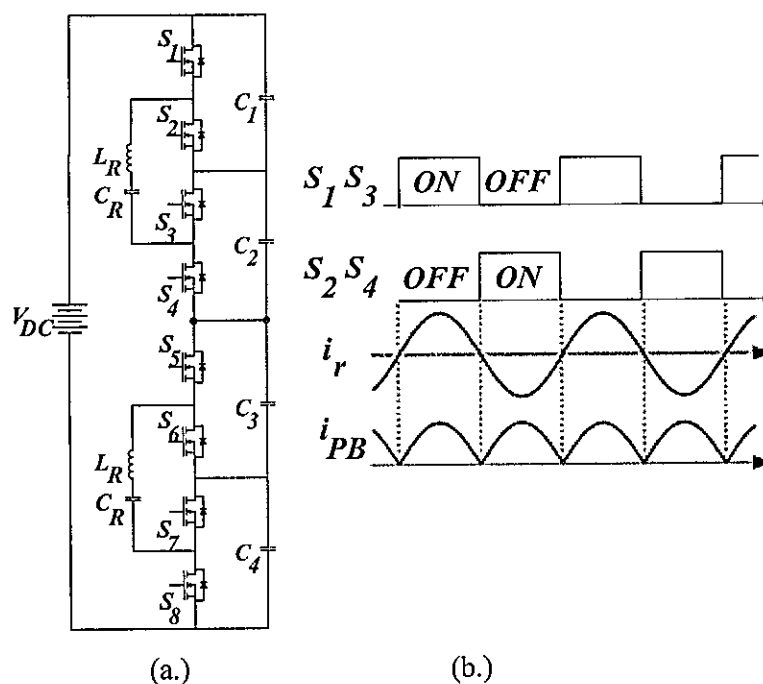 S1
S2
C1
LR
CR
S3
C2
S4
VDC
S5
S6
C3
LR
CR
S7
C4
S8
(a.)
S1 S3
ON
OFF
S2 S4
OFF
ON
ir
iPB
(b.)